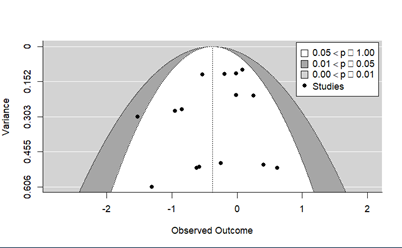 0.05 < p □ 1.00
0.01 < p □ 0.05
0.00 < p □ 0.01
Studies
0
0.152
0.303
0.455
0.606
Variance
-2 -1 0 1 2
Observed Outcome